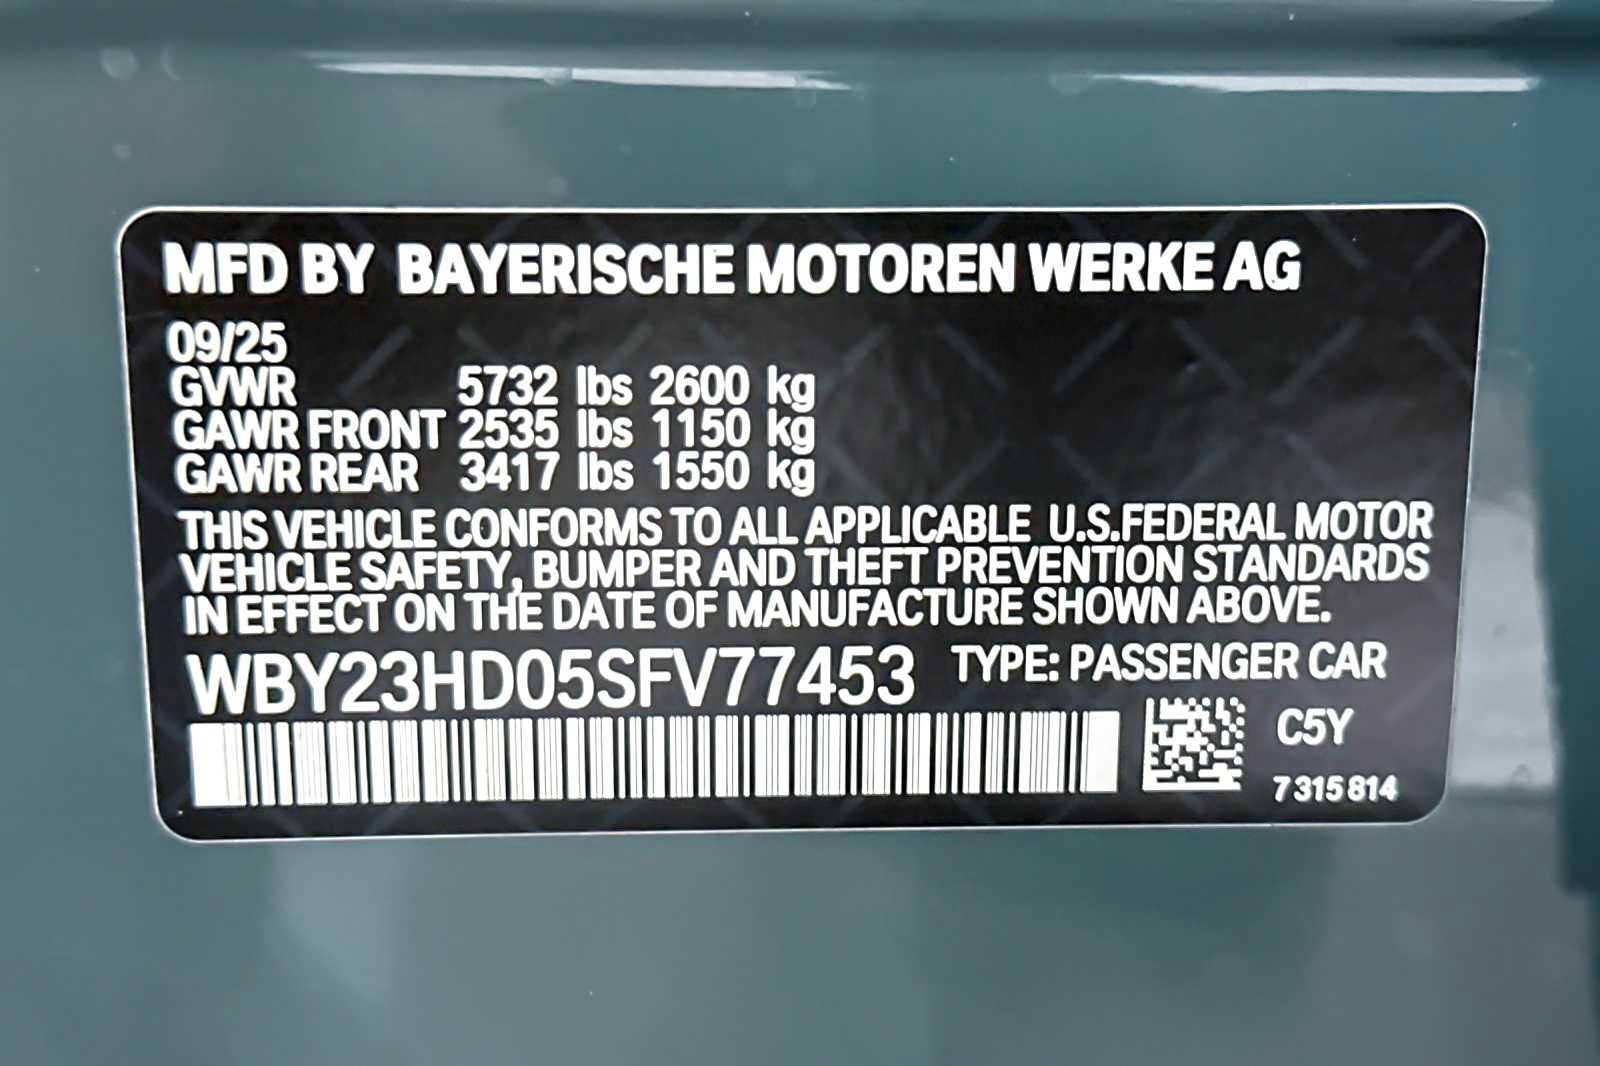 MFD BY BAYERISCHE MOTOREN WERKE AG
09/25
GVWR 5732 lbs 2600 kg
GAWR FRONT 2535 lbs 1150 kg
GAWR REAR 3417 lbs 1550 kg
THIS VEHICLE CONFORMS TO ALL APPLICABLE U.S.FEDERAL MOTOR
VEHICLE SAFETY, BUMPER AND THEFT PREVENTION STANDARDS
IN EFFECT ON THE DATE OF MANUFACTURE SHOWN ABOVE.
WBY23HD05SFV77453 TYPE: PASSENGER CAR
C5Y
7 315 814